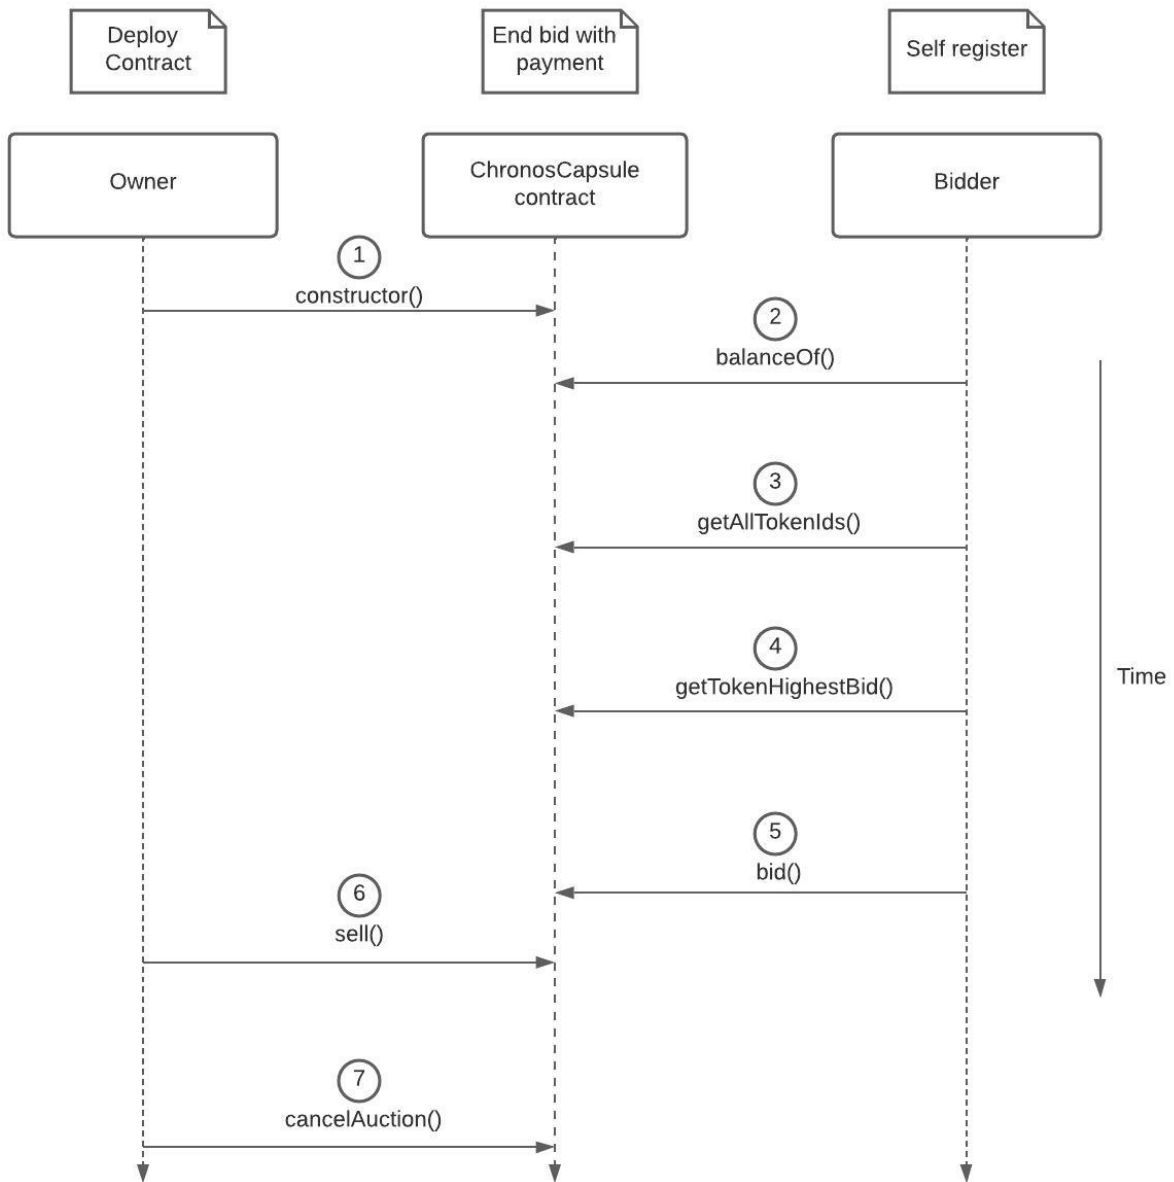 Deploy
Contract
End bid with
payment
Self register
Owner
ChronosCapsule
contract
Bidder
1
constructor()
2
balanceOf()
3
getAllTokenIds()
4
getTokenHighestBid()
Time
5
bid()
6
sell()
7
cancelAuction()